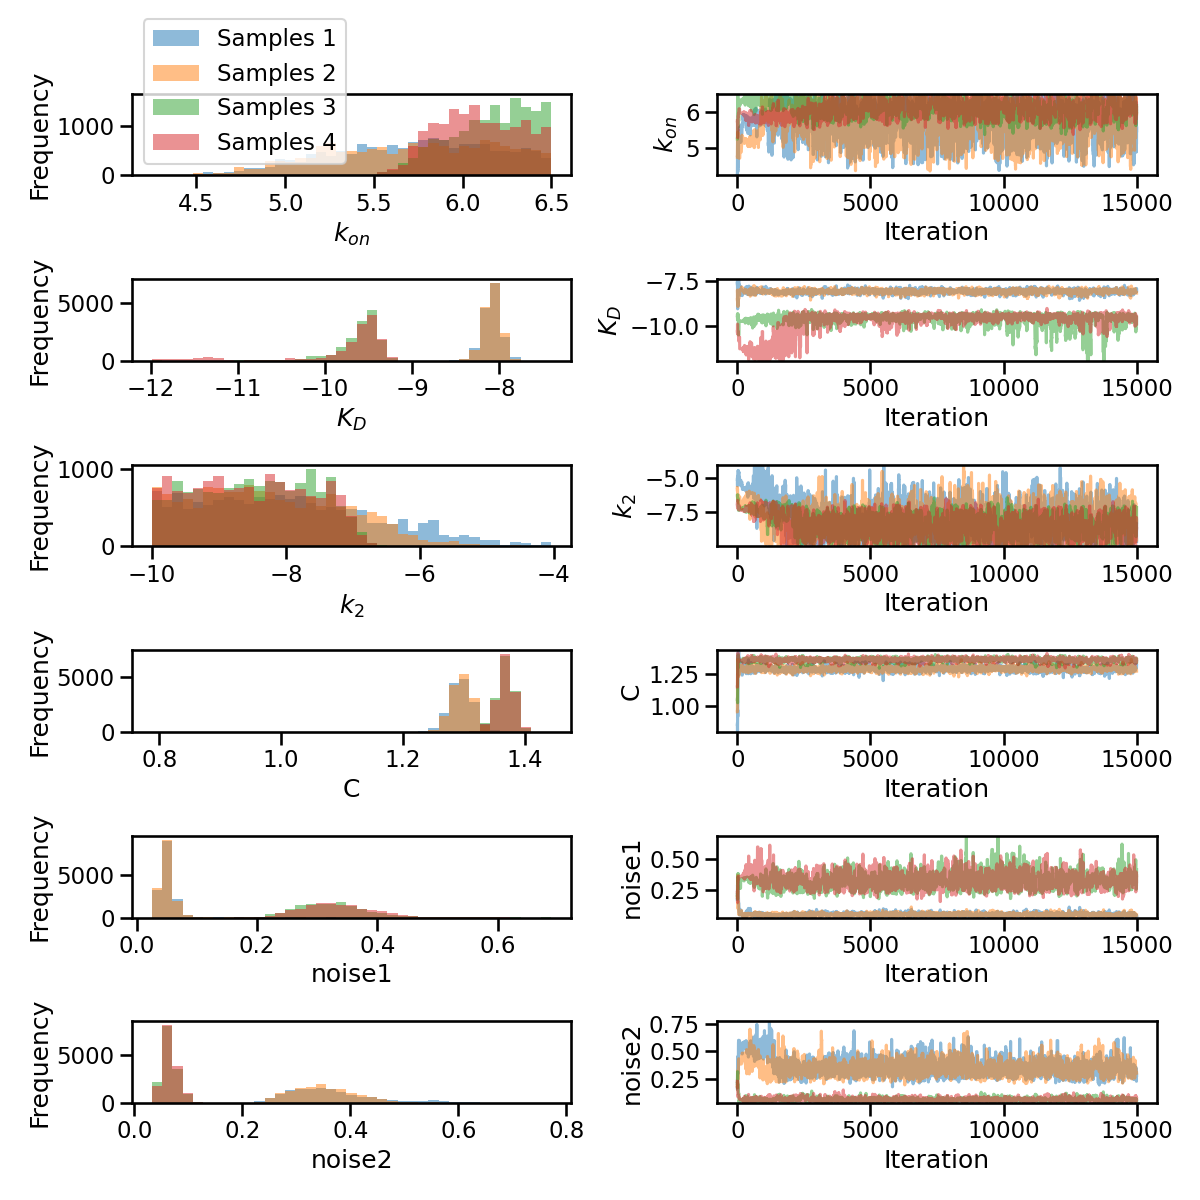 Samples 1
Samples 2
Samples 3
Samples 4
Frequency
1000
0
4.5 5.0 5.5 6.0 6.5
k_on
k_on
6
5
0 5000 10000 15000
Iteration
Frequency
5000
0
−12 −11 −10 −9 −8
K_D
K_D
−7.5
−10.0
0 5000 10000 15000
Iteration
Frequency
1000
0
−10 −8 −6 −4
k_2
k_2
−5.0
−7.5
0 5000 10000 15000
Iteration
Frequency
5000
0
0.8 1.0 1.2 1.4
C
C
1.25
1.00
0 5000 10000 15000
Iteration
Frequency
5000
0
0.0 0.2 0.4 0.6
noise1
noise1
0.50
0.25
0 5000 10000 15000
Iteration
Frequency
5000
0
0.0 0.2 0.4 0.6 0.8
noise2
noise2
0.75
0.50
0.25
0 5000 10000 15000
Iteration